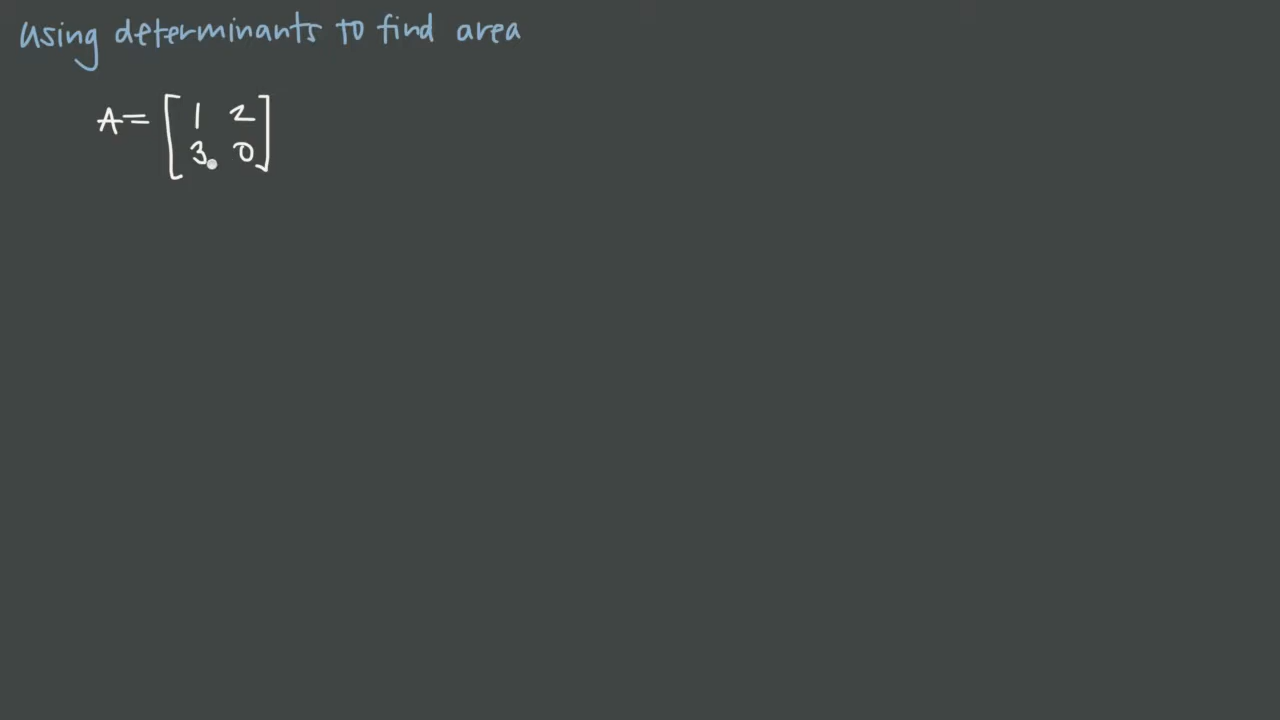 using determinants to find area
A = [ 1 2
3 0 ]